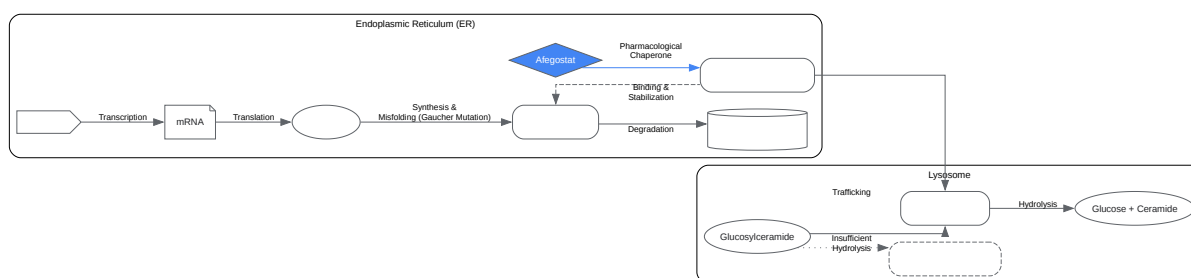 Endoplasmic Reticulum (ER)
Afegostat
Pharmacological
Chaperone
Binding &
Stabilization
Transcription
mRNA
Translation
Synthesis &
Misfolding (Gaucher Mutation)
Degradation
Lysosome
Trafficking
Hydrolysis
Glucose + Ceramide
Glucosylceramide
Insufficient
Hydrolysis